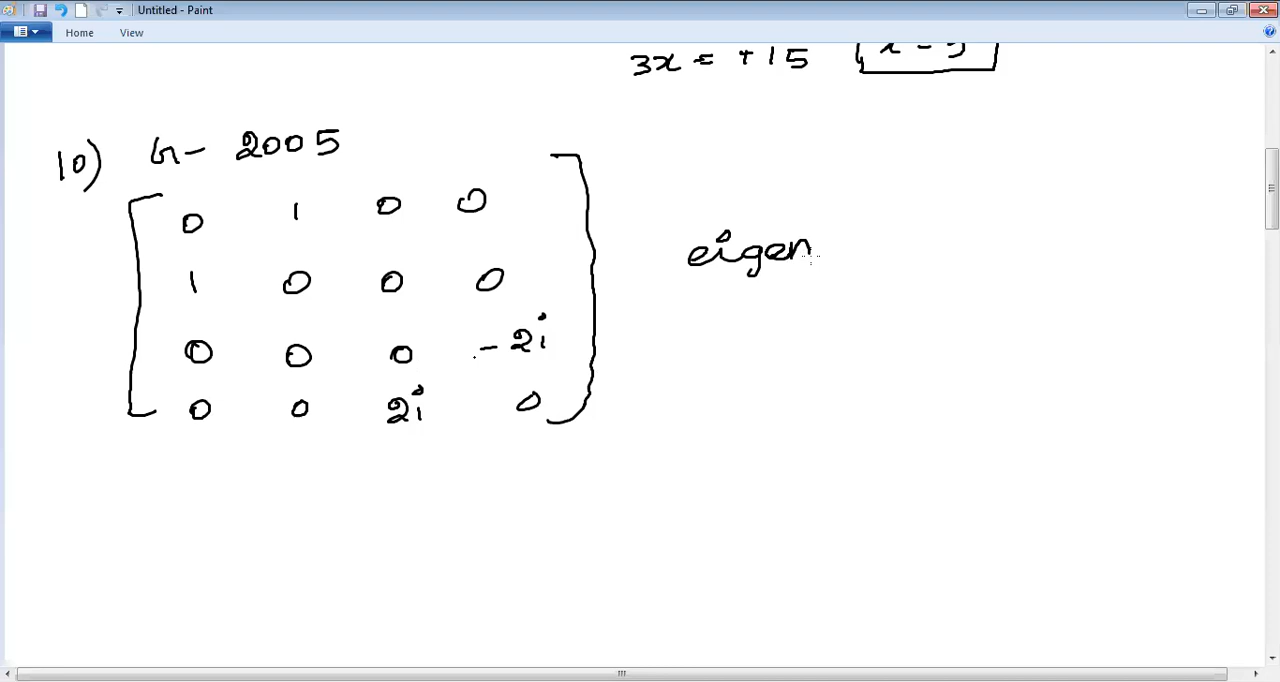 Untitled - Paint
Home View
3x = +15 x = 5
10) G- 2005
0 1 0 0
1 0 0 0
0 0 0 -2i
0 0 2i 0
eigen